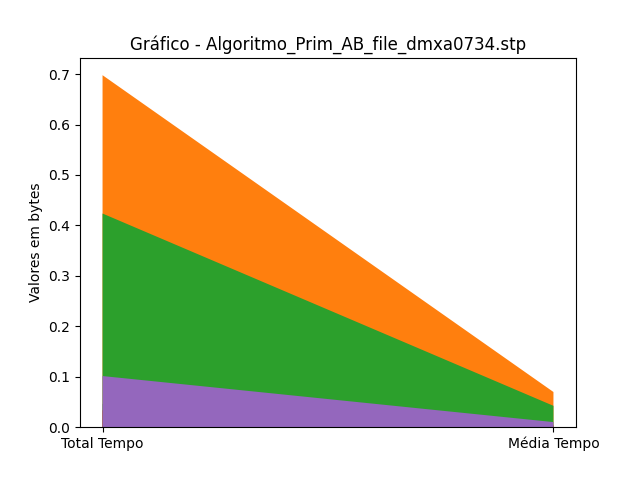 Gráfico - Algoritmo_Prim_AB_file_dmxa0734.stp
Valores em bytes
0.7
0.6
0.5
0.4
0.3
0.2
0.1
0.0
Total Tempo
Média Tempo